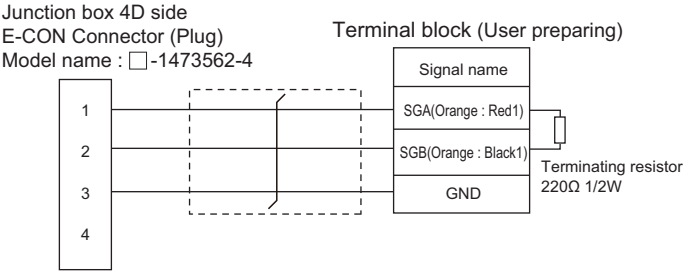 Junction box 4D side
E-CON Connector (Plug)
Model name : □-1473562-4
Terminal block (User preparing)
Signal name
1
SGA(Orange : Red1)
2
SGB(Orange : Black1)
Terminating resistor
220Ω 1/2W
3
GND
4